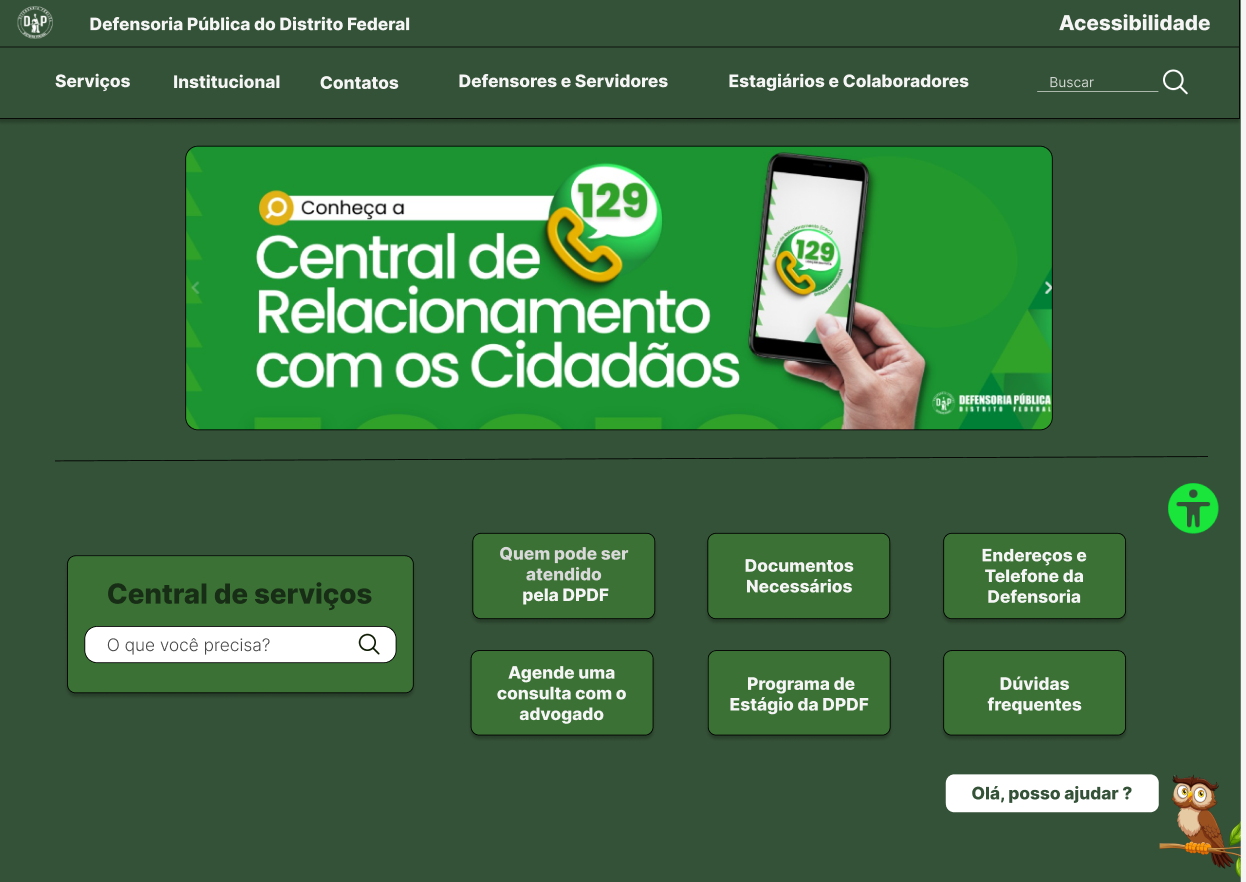 DPDF
Defensoria Pública do Distrito Federal
Acessibilidade
Serviços
Institucional
Contatos
Defensores e Servidores
Estagiários e Colaboradores
Buscar
Conheça a
129
Central de
Relacionamento
com os Cidadãos
129
DEFENSORIA PÚBLICA
DISTRITO FEDERAL
Central de serviços
O que você precisa?
Quem pode ser
atendido
pela DPDF
Documentos
Necessários
Endereços e
Telefone da
Defensoria
Agende uma
consulta com o
advogado
Programa de
Estágio da DPDF
Dúvidas
frequentes
Olá, posso ajudar ?